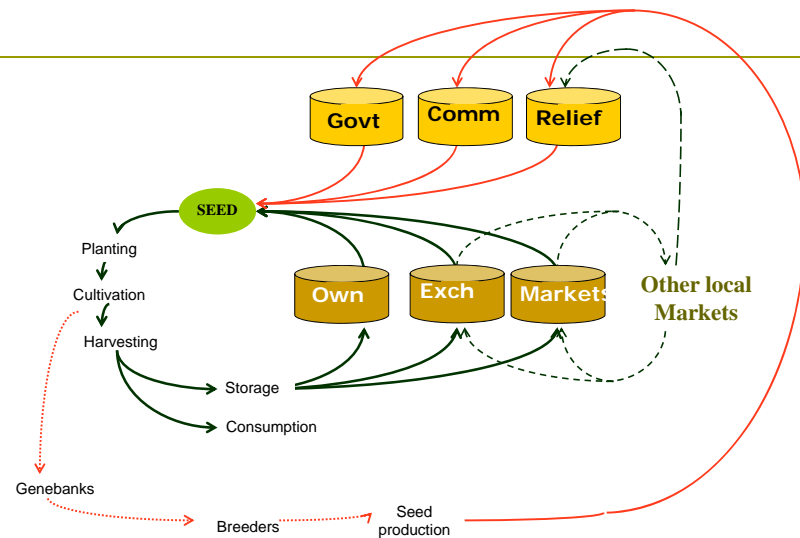 Govt
Comm
Relief
SEED
Planting
Own
Exch
Markets
Other local
Markets
Cultivation
Harvesting
Storage
Consumption
Genebanks
Breeders
Seed
production